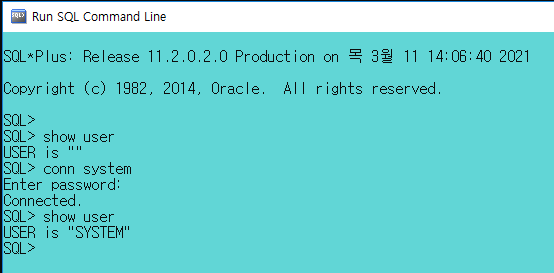 Run SQL Command Line
SQL*Plus: Release 11.2.0.2.0 Production on 목 3월 11 14:06:40 2021
Copyright (c) 1982, 2014, Oracle.  All rights reserved.
SQL>
SQL> show user
USER is ""
SQL> conn system
Enter password:
Connected.
SQL> show user
USER is "SYSTEM"
SQL>